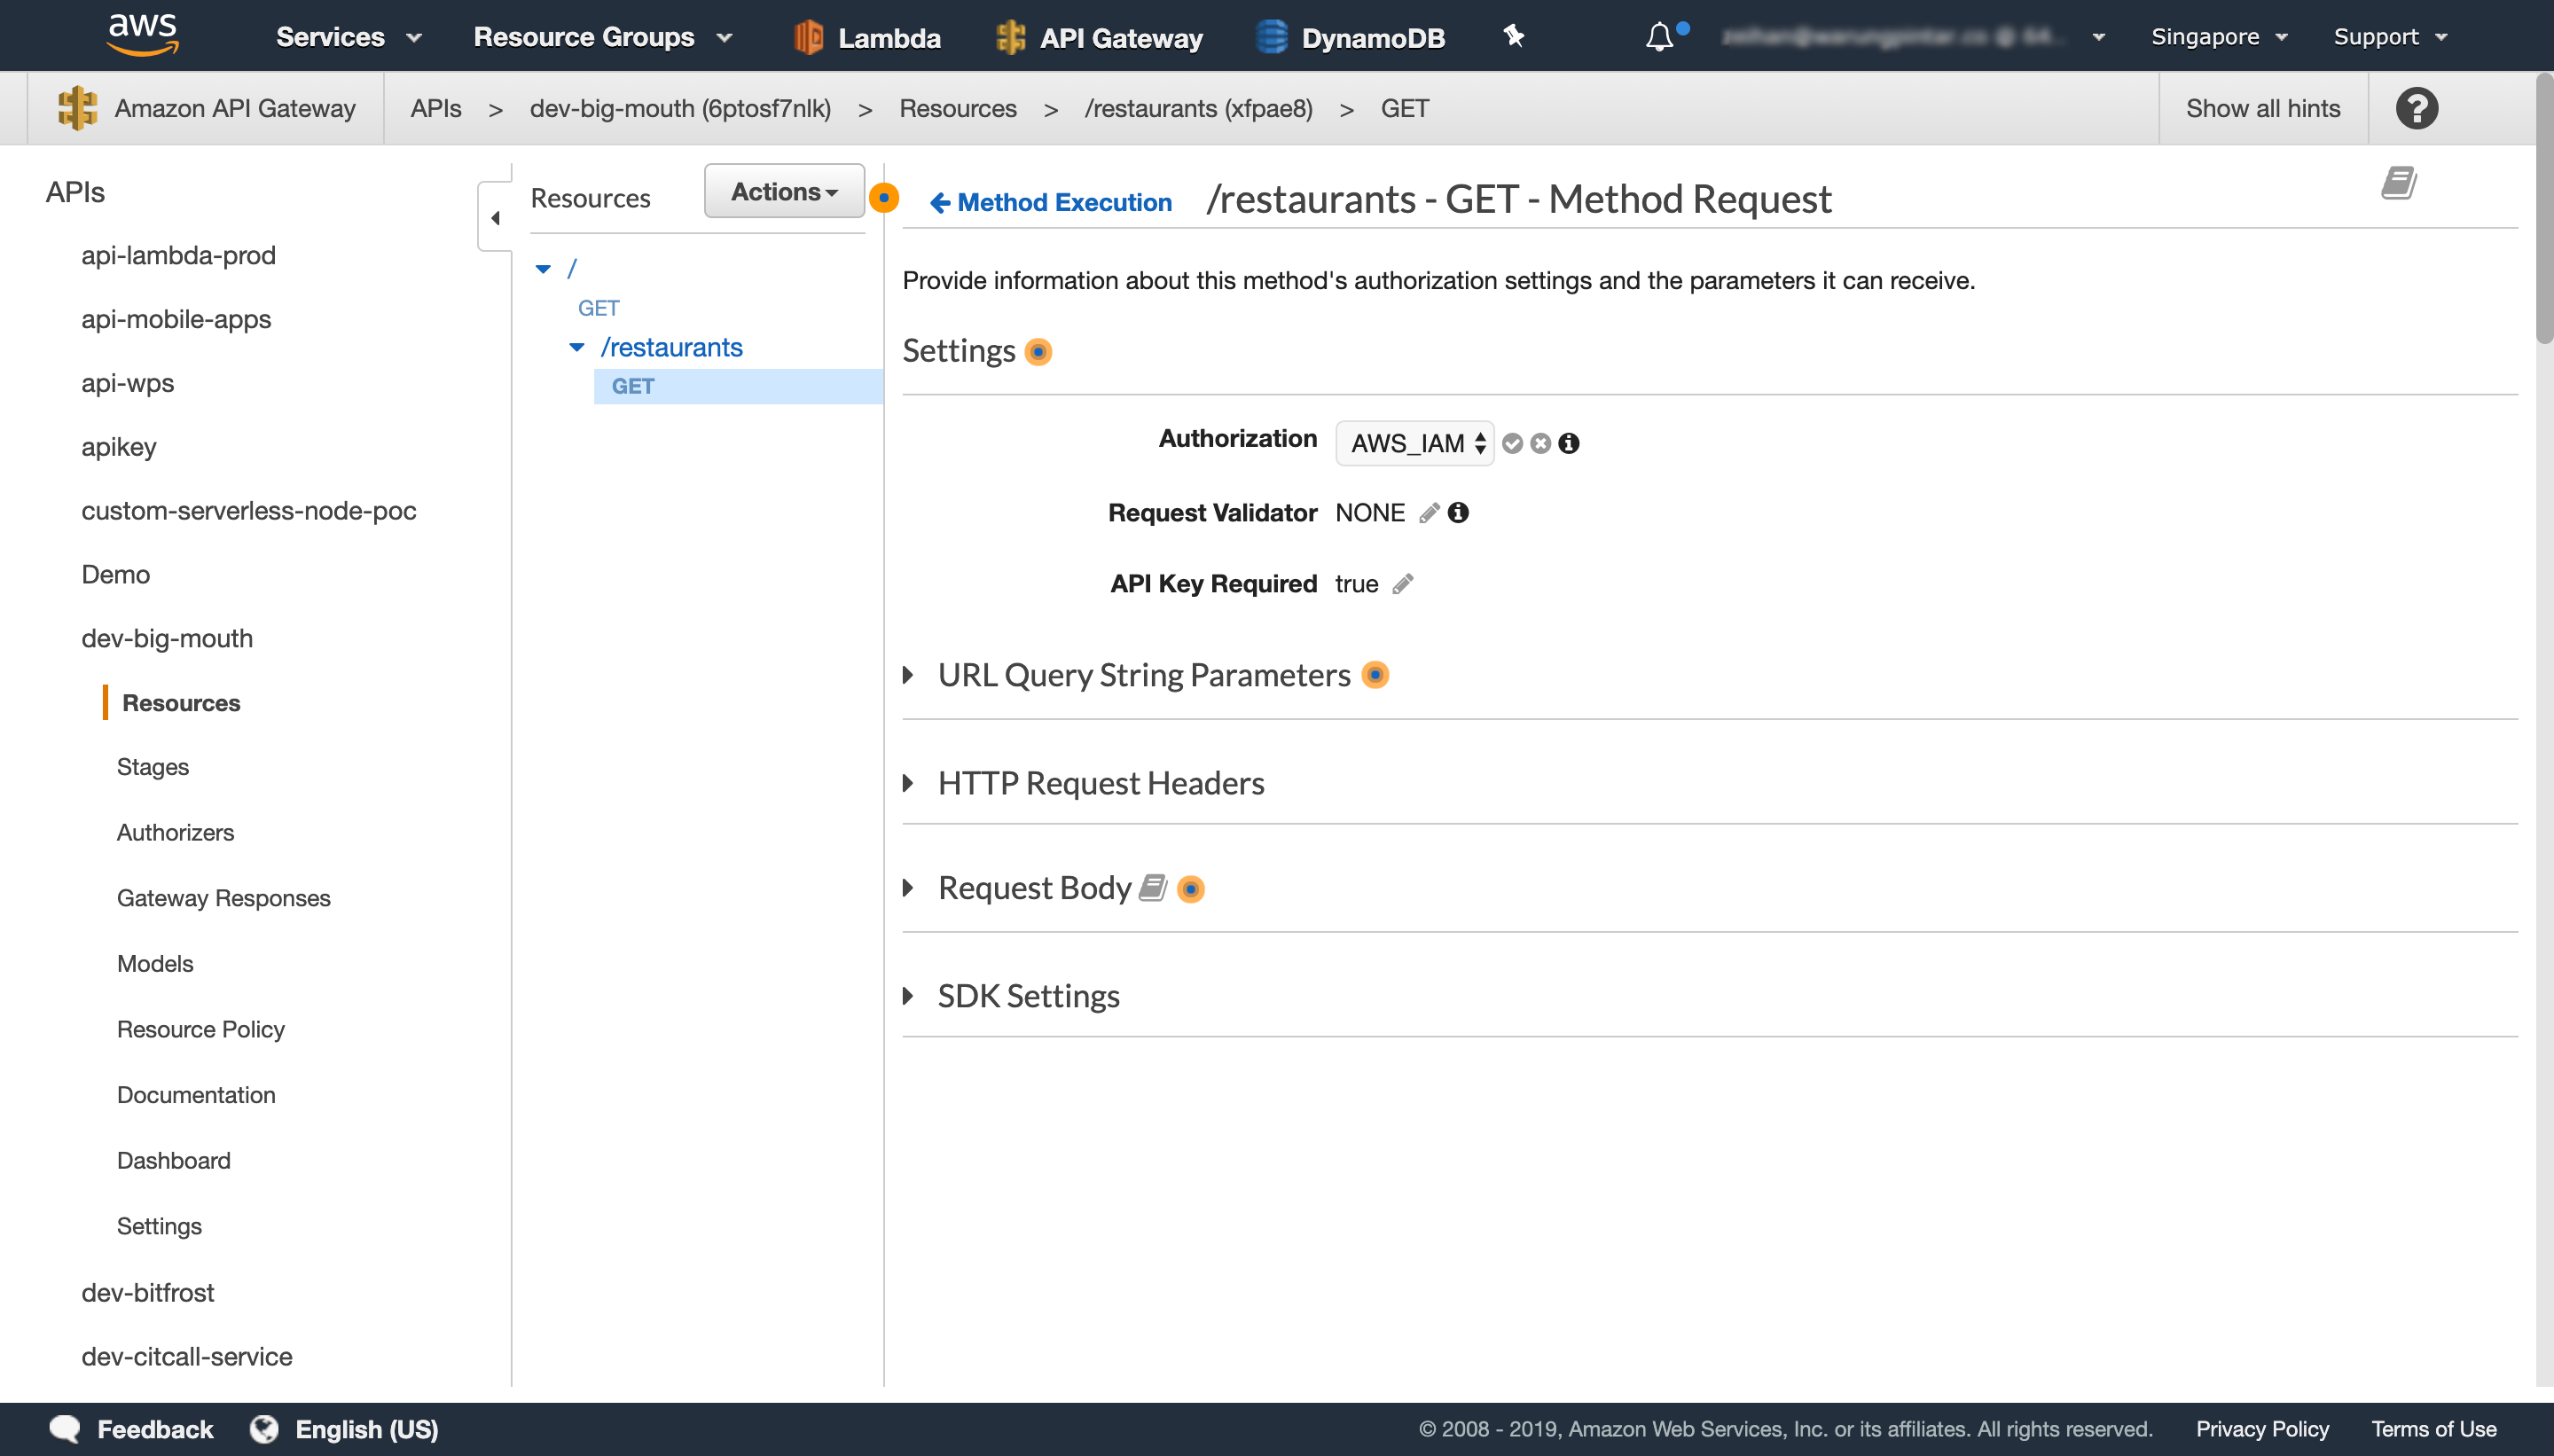 aws Services Resource Groups Lambda API Gateway DynamoDB Singapore Support
Amazon API Gateway APIs > dev-big-mouth (6ptosf7nlk) > Resources > /restaurants (xfpae8) > GET Show all hints ?
APIs
api-lambda-prod
api-mobile-apps
api-wps
apikey
custom-serverless-node-poc
Demo
dev-big-mouth
Resources
Stages
Authorizers
Gateway Responses
Models
Resource Policy
Documentation
Dashboard
Settings
dev-bitfrost
dev-citcall-service
Resources Actions
/
GET
/restaurants
GET
Method Execution /restaurants - GET - Method Request
Provide information about this method's authorization settings and the parameters it can receive.
Settings
Authorization AWS_IAM
Request Validator NONE
API Key Required true
URL Query String Parameters
HTTP Request Headers
Request Body
SDK Settings
Feedback English (US) © 2008 - 2019, Amazon Web Services, Inc. or its affiliates. All rights reserved. Privacy Policy Terms of Use